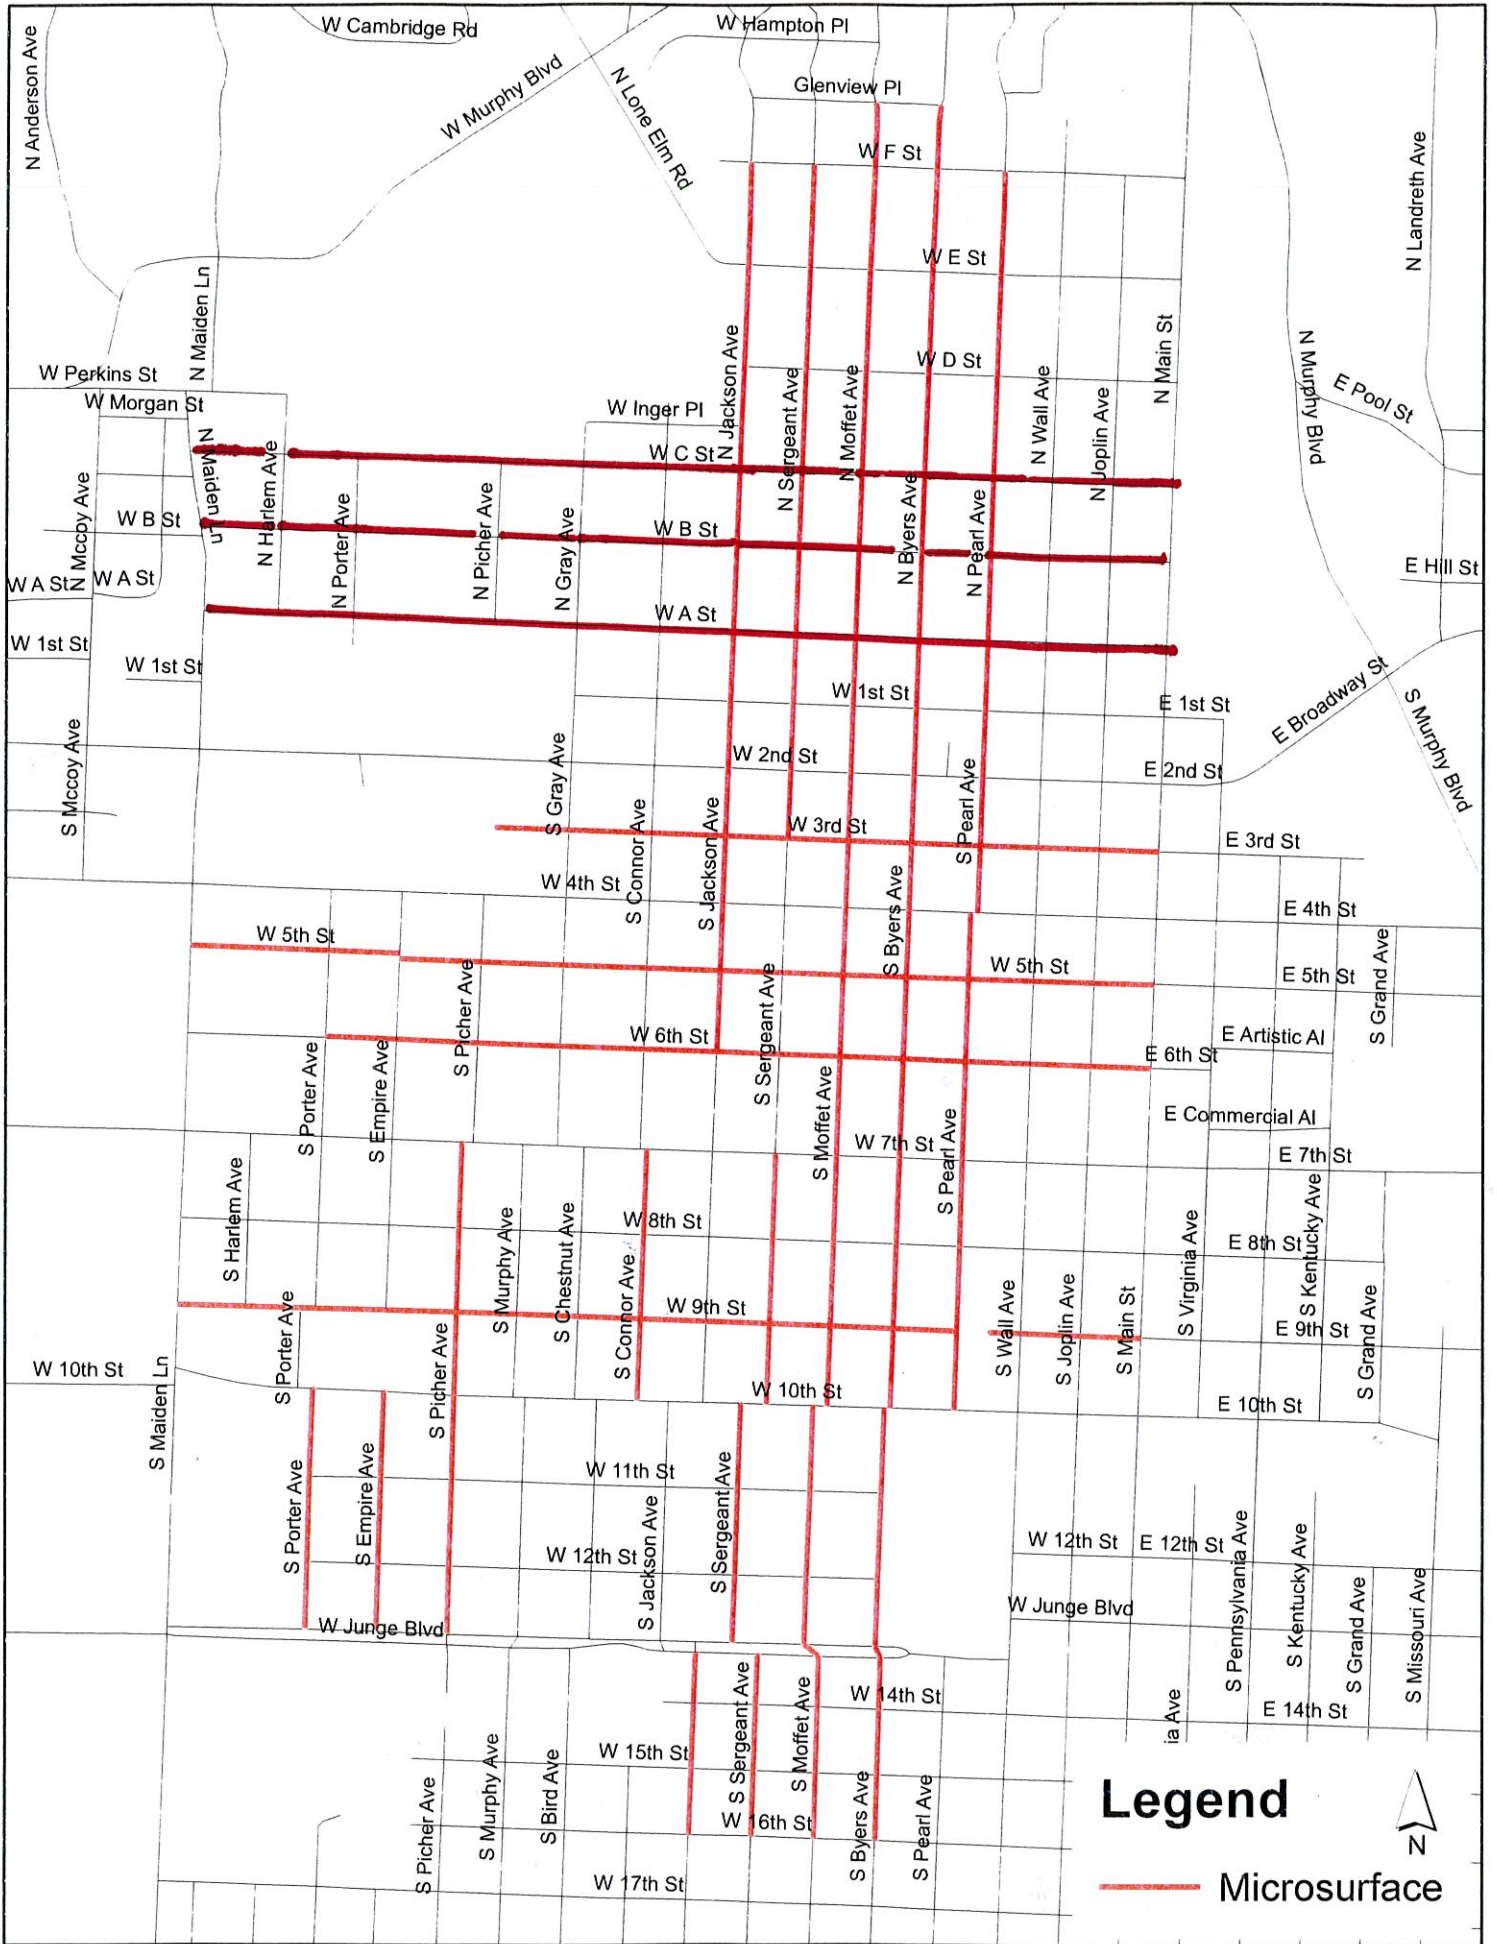 W Cambridge Rd
W Hampton Pl
N Anderson Ave
W Murphy Blvd
N Lone Elm Rd
Glenview Pl
W F St
N Landreth Ave
W E St
N Maiden Ln
N Main St
W D St
N Jackson Ave
N Sergeant Ave
N Moffet Ave
N Wall Ave
N Joplin Ave
N Murphy Blvd
E Pool St
W Perkins St
W Morgan St
W Inger Pl
W C St
N Maiden Ln
N Harlem Ave
N Mccoy Ave
N Porter Ave
N Picher Ave
N Gray Ave
N Byers Ave
N Pearl Ave
W B St
W B St
E Hill St
W A St
W A St
W A St
W 1st St
W 1st St
W 1st St
E 1st St
E Broadway St
S Murphy Blvd
W 2nd St
E 2nd St
S Mccoy Ave
S Gray Ave
S Connor Ave
S Jackson Ave
S Pearl Ave
W 3rd St
E 3rd St
W 4th St
E 4th St
S Byers Ave
W 5th St
W 5th St
E 5th St
S Grand Ave
S Picher Ave
S Sergeant Ave
W 6th St
E 6th St
E Artistic Al
S Porter Ave
S Empire Ave
S Moffet Ave
E Commercial Al
W 7th St
E 7th St
S Pearl Ave
S Harlem Ave
W 8th St
E 8th St
S Murphy Ave
S Chestnut Ave
S Connor Ave
S Virginia Ave
S Kentucky Ave
W 9th St
E 9th St
S Porter Ave
S Picher Ave
S Wall Ave
S Joplin Ave
S Main St
S Grand Ave
W 10th St
W 10th St
E 10th St
S Maiden Ln
W 11th St
S Porter Ave
S Empire Ave
S Sergeant Ave
S Jackson Ave
W 12th St
W 12th St
E 12th St
S Pennsylvania Ave
S Kentucky Ave
S Grand Ave
S Missouri Ave
W Junge Blvd
W Junge Blvd
W 14th St
E 14th St
ia Ave
S Sergeant Ave
S Moffet Ave
W 15th St
S Picher Ave
S Murphy Ave
S Bird Ave
S Byers Ave
S Pearl Ave
W 16th St
W 17th St
Legend
N
Microsurface